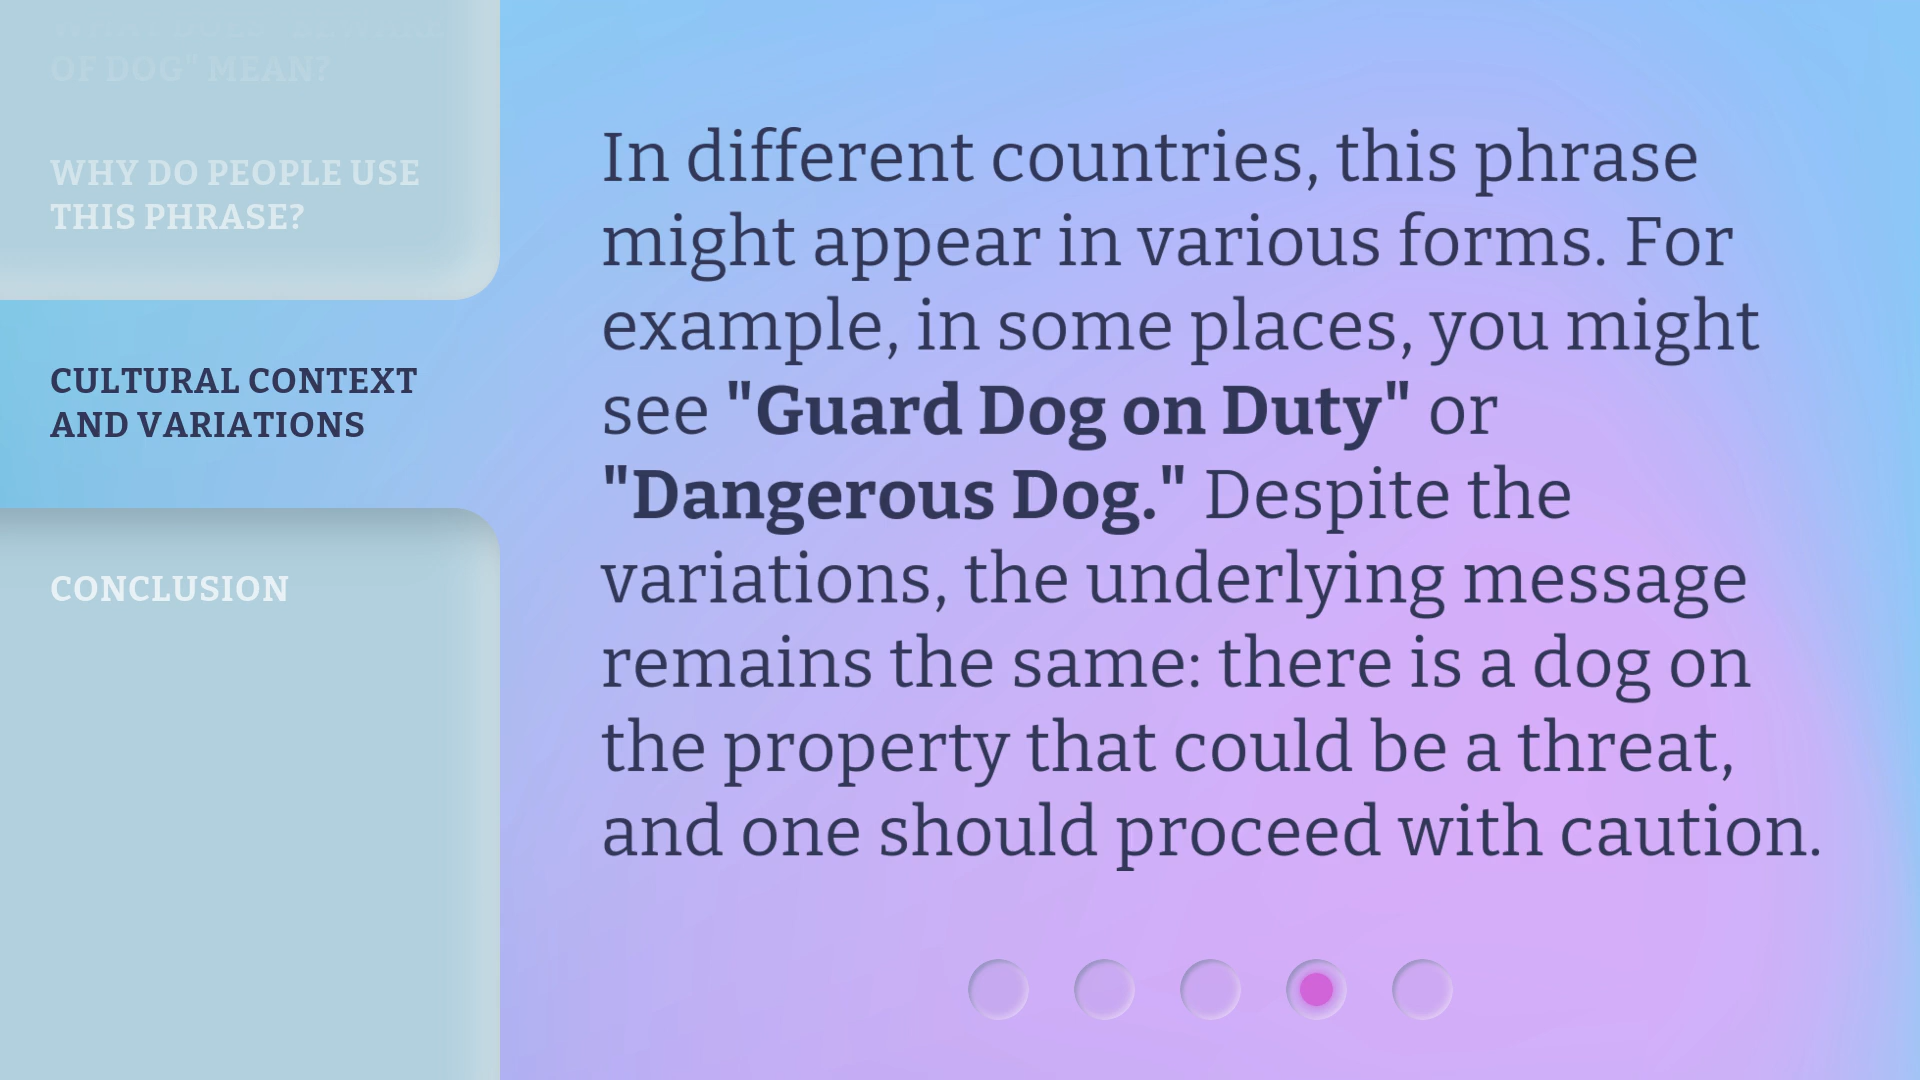 OF DOG" MEAN?
WHY DO PEOPLE USE
THIS PHRASE?
CULTURAL CONTEXT
AND VARIATIONS
CONCLUSION
In different countries, this phrase
might appear in various forms. For
example, in some places, you might
see "Guard Dog on Duty" or
"Dangerous Dog." Despite the
variations, the underlying message
remains the same: there is a dog on
the property that could be a threat,
and one should proceed with caution.